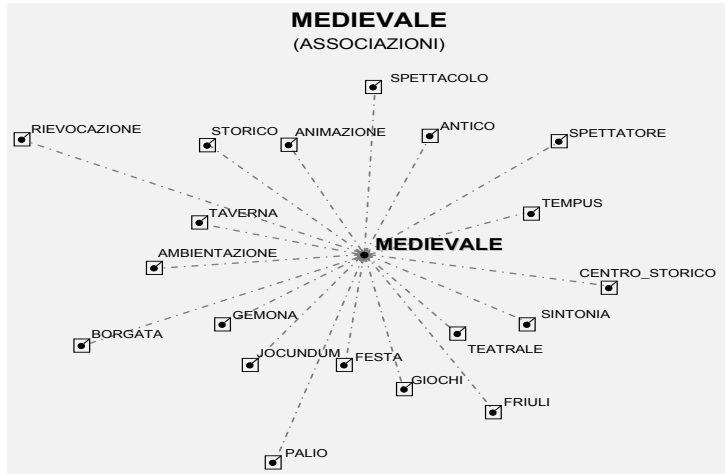 MEDIEVALE
(ASSOCIAZIONI)
SPETTACOLO
RIEVOCAZIONE
STORICO
ANIMAZIONE
ANTICO
SPETTATORE
TAVERNA
TEMPUS
MEDIEVALE
AMBIENTAZIONE
CENTRO_STORICO
GEMONA
SINTONIA
BORGATA
TEATRALE
JOCUNDUM
FESTA
GIOCHI
FRIULI
PALIO